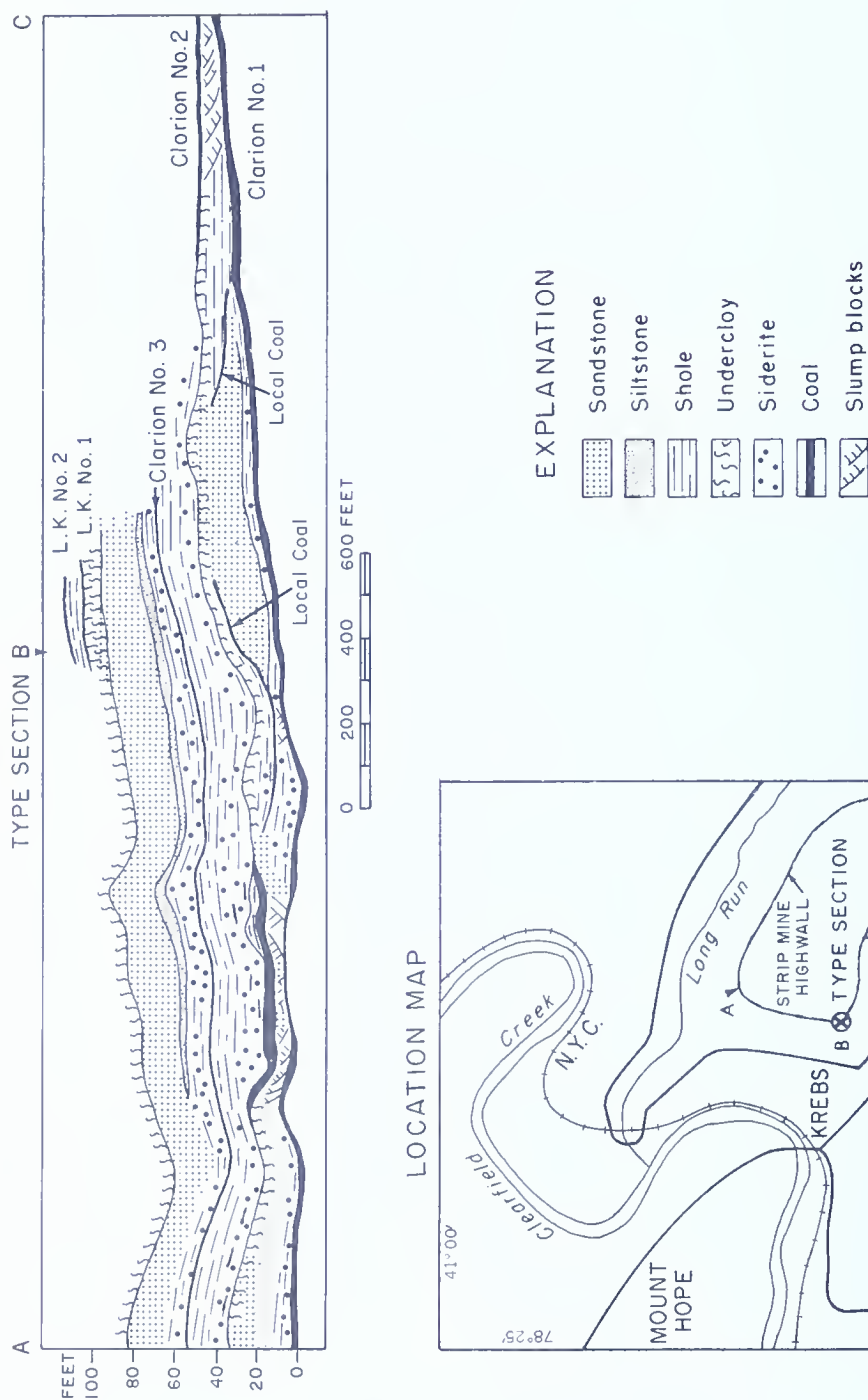 TYPE SECTION B
A
C
FEET
100
80
60
40
20
0
L.K. No. 2
L.K. No. 1
Clarion No. 3
Clorion No. 2
Clarion No. 1
Local Coal
Local Coal
0 200 400 600 FEET
LOCATION MAP
41°00'
78°25'
Clearfield
Creek
N.Y.C.
Long Run
A
STRIP MINE
HIGHWALL
B
TYPE SECTION
KREBS
MOUNT
HOPE
EXPLANATION
Sandstone
Siltstone
Shole
Undercloy
Siderite
Coal
Slump blocks